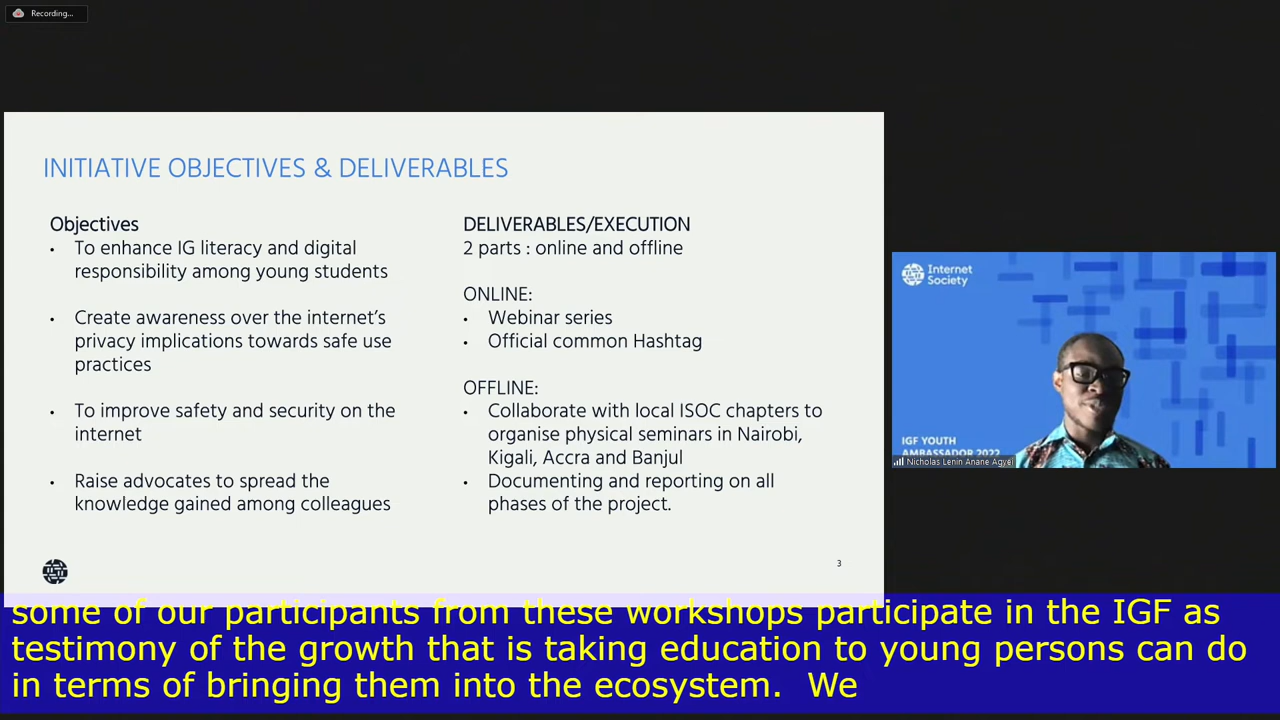 Recording...
INITIATIVE OBJECTIVES & DELIVERABLES
Objectives
• To enhance IG literacy and digital
responsibility among young students
• Create awareness over the internet's
privacy implications towards safe use
practices
• To improve safety and security on the
internet
• Raise advocates to spread the
knowledge gained among colleagues
DELIVERABLES/EXECUTION
2 parts : online and offline
ONLINE:
• Webinar series
• Official common Hashtag
OFFLINE:
• Collaborate with local ISOC chapters to
organise physical seminars in Nairobi,
Kigali, Accra and Banjul
• Documenting and reporting on all
phases of the project.
3
Internet
Society
IGF YOUTH
AMBASSADOR 2022
Nicholas Lenin Anane Agyei
some of our participants from these workshops participate in the IGF as
testimony of the growth that is taking education to young persons can do
in terms of bringing them into the ecosystem. We